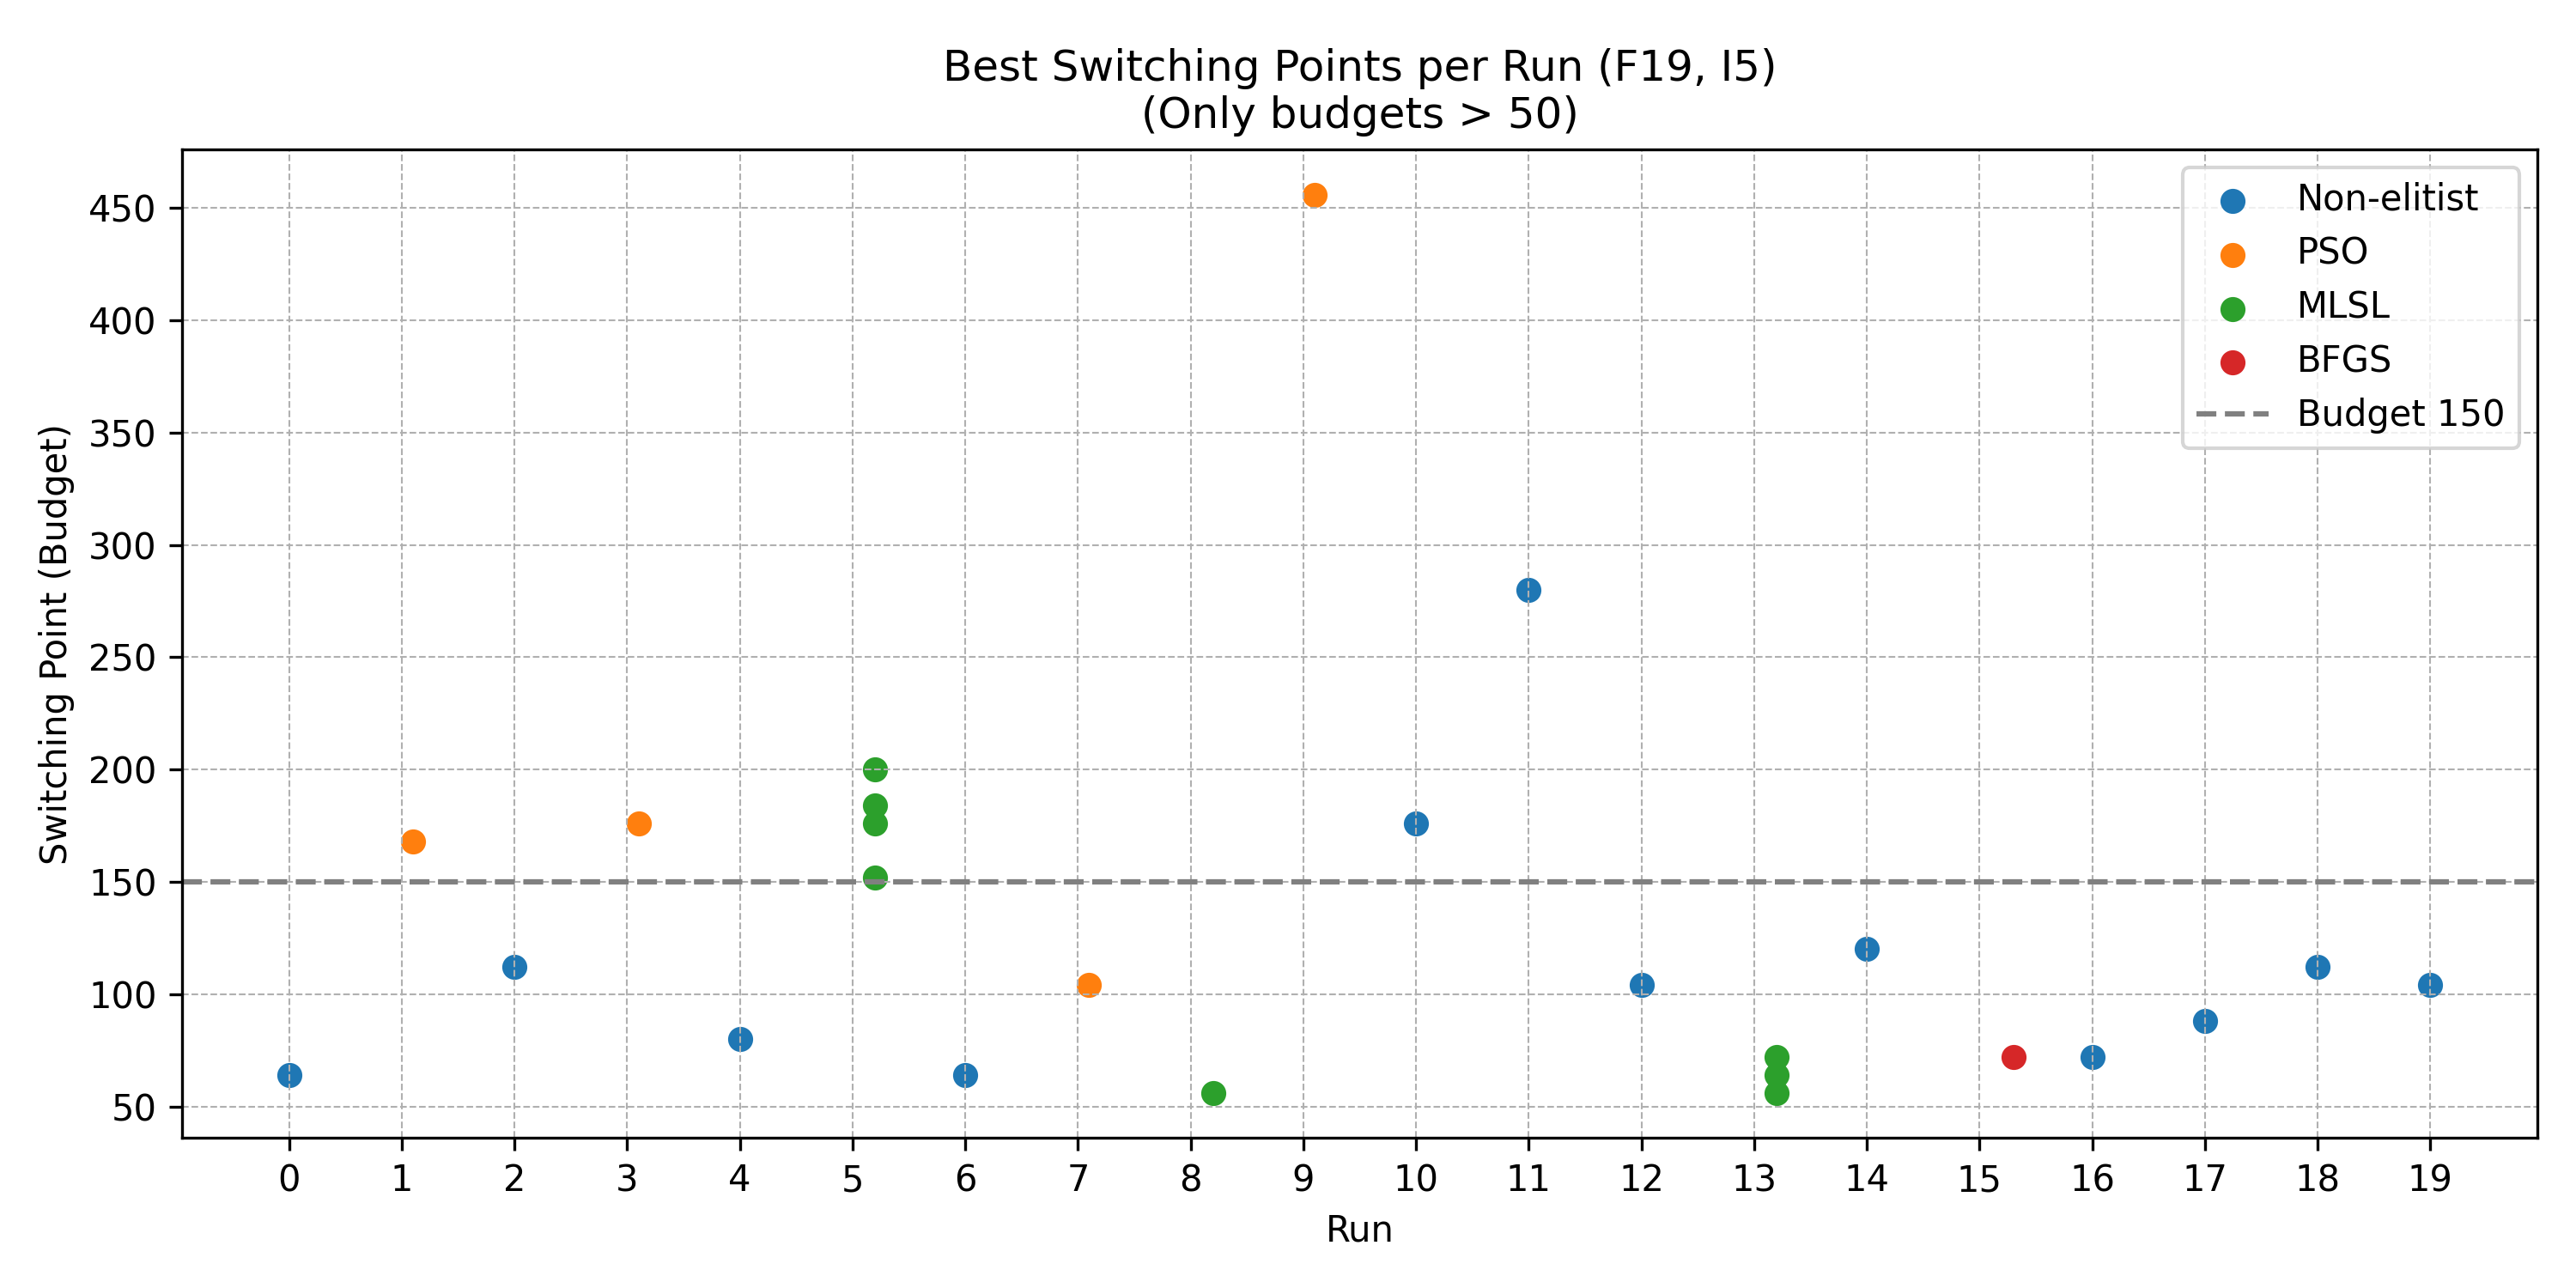 Best Switching Points per Run (F19, I5)
(Only budgets > 50)
Switching Point (Budget)
450
400
350
300
250
200
150
100
50
Non-elitist
PSO
MLSL
BFGS
Budget 150
0 1 2 3 4 5 6 7 8 9 10 11 12 13 14 15 16 17 18 19
Run